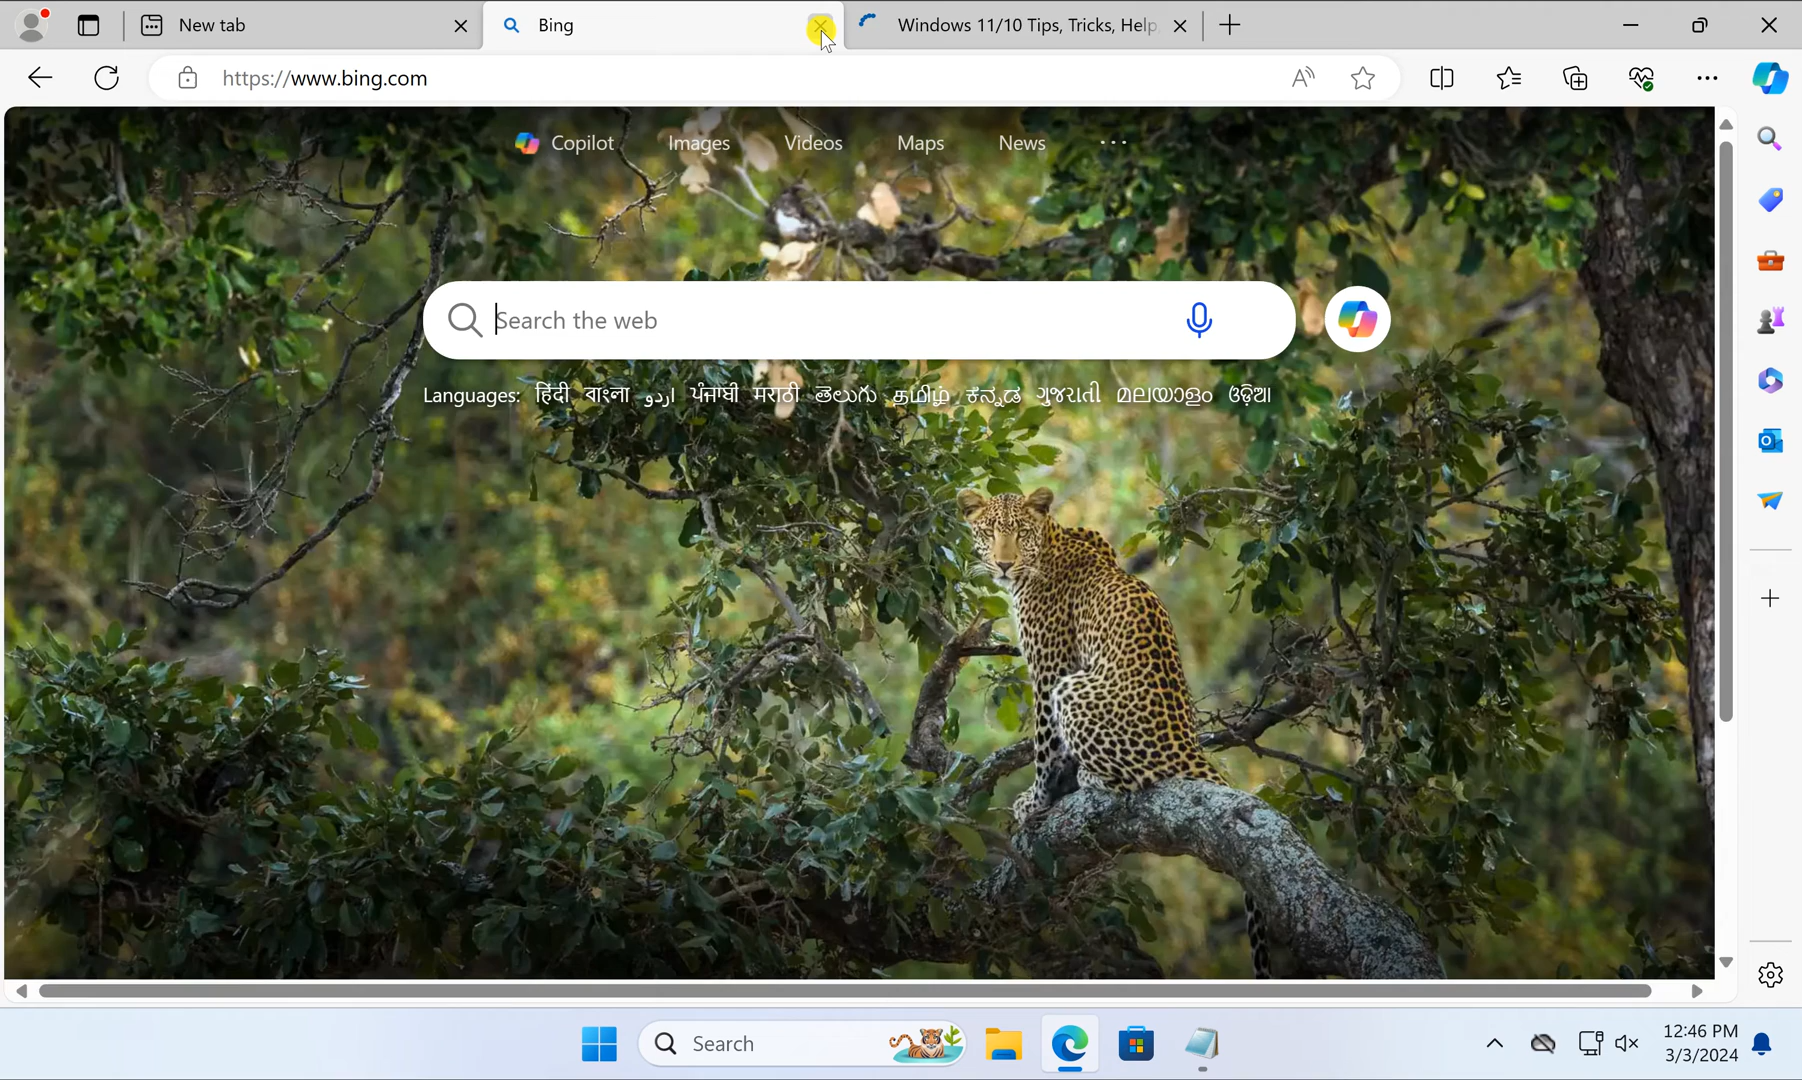 New tab
Bing
Windows 11/10 Tips, Tricks, Help
https://www.bing.com
Copilot Images Videos Maps News
Search the web
Languages: हिंदी বাংলা اردو ਪੰਜਾਬੀ मराठी తెలుగు தமிழ் ಕನ್ನಡ ગુજરાતી മലയാളം ଓଡ଼ିଆ
Search
12:46 PM
3/3/2024